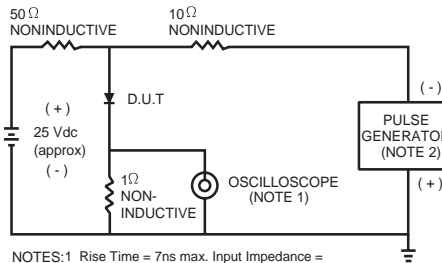 50Ω
NONINDUCTIVE
10Ω
NONINDUCTIVE
(+)
25 Vdc
(approx)
(-)
D.U.T
1Ω
NON-
INDUCTIVE
OSCILLOSCOPE
(NOTE 1)
(-)
PULSE
GENERATOR
(NOTE 2)
(+)
NOTES:1 Rise Time = 7ns max. Input Impedance =